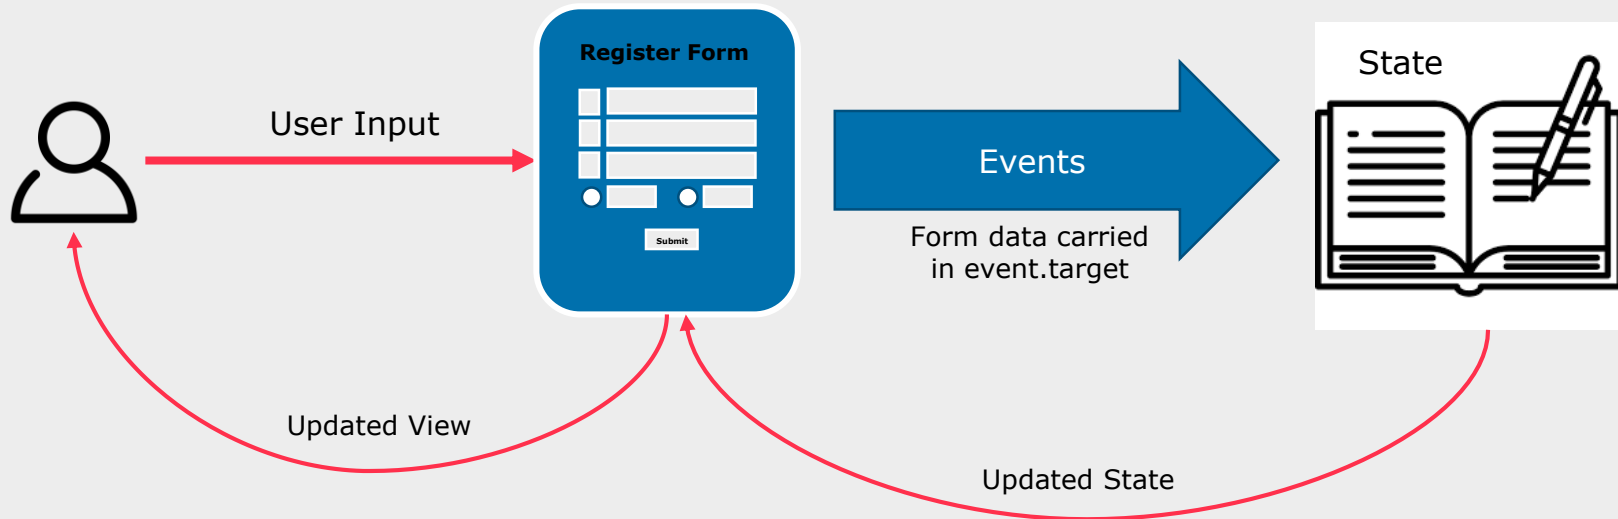 Register Form
State
User Input
Events
Submit
Form data carried
in event.target
Updated View
Updated State